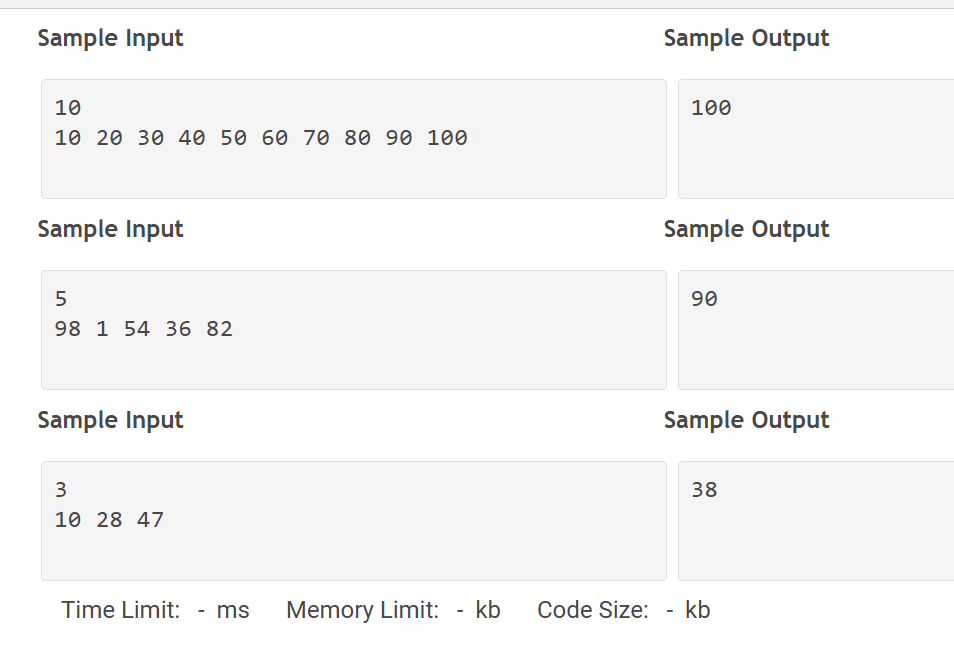 Sample Input Sample Output
10
10 20 30 40 50 60 70 80 90 100
100
Sample Input Sample Output
5
98 1 54 36 82
90
Sample Input Sample Output
3
10 28 47
38
Time Limit: - ms Memory Limit: - kb Code Size: - kb